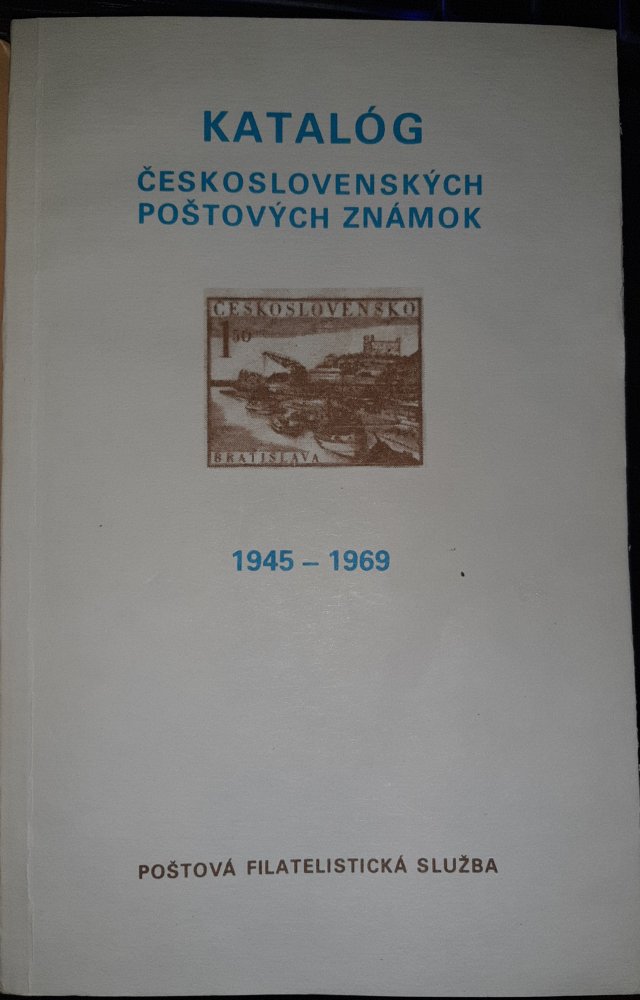 KATALÓG
ČESKOSLOVENSKÝCH
POŠTOVÝCH ZNÁMOK
ČESKOSLOVENSKO
1 50
BRATISLAVA
1945 – 1969
POŠTOVÁ FILATELISTICKÁ SLUŽBA